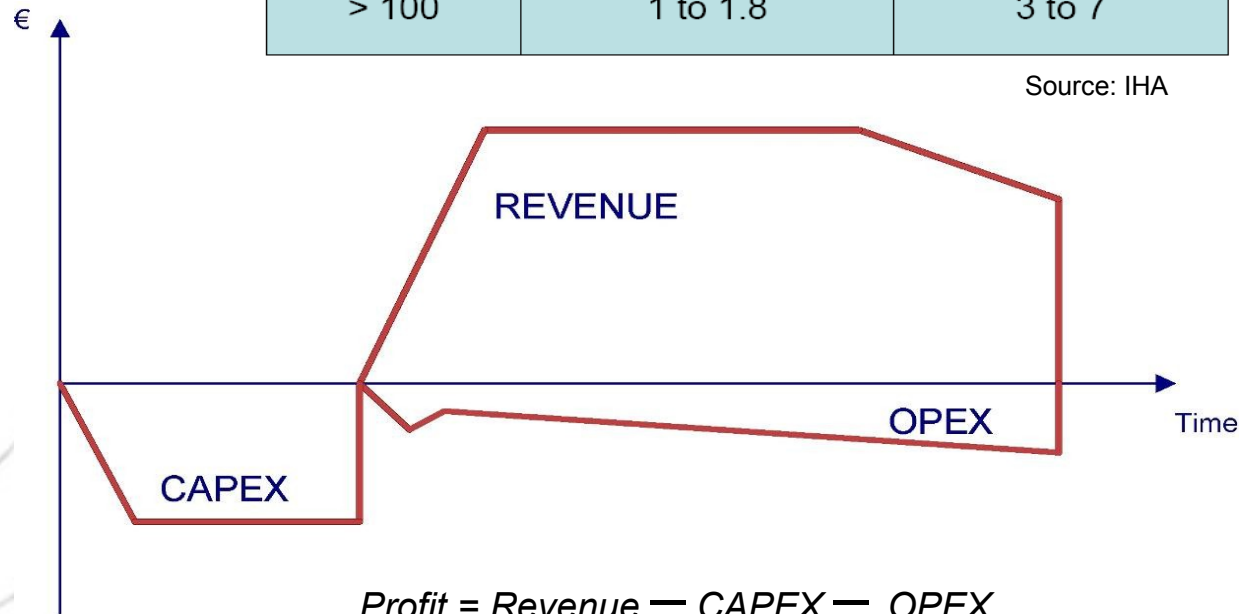 €
> 100 1 to 1.8 3 to 7
Source: IHA
REVENUE
OPEX
Time
CAPEX
Profit = Revenue — CAPEX — OPEX